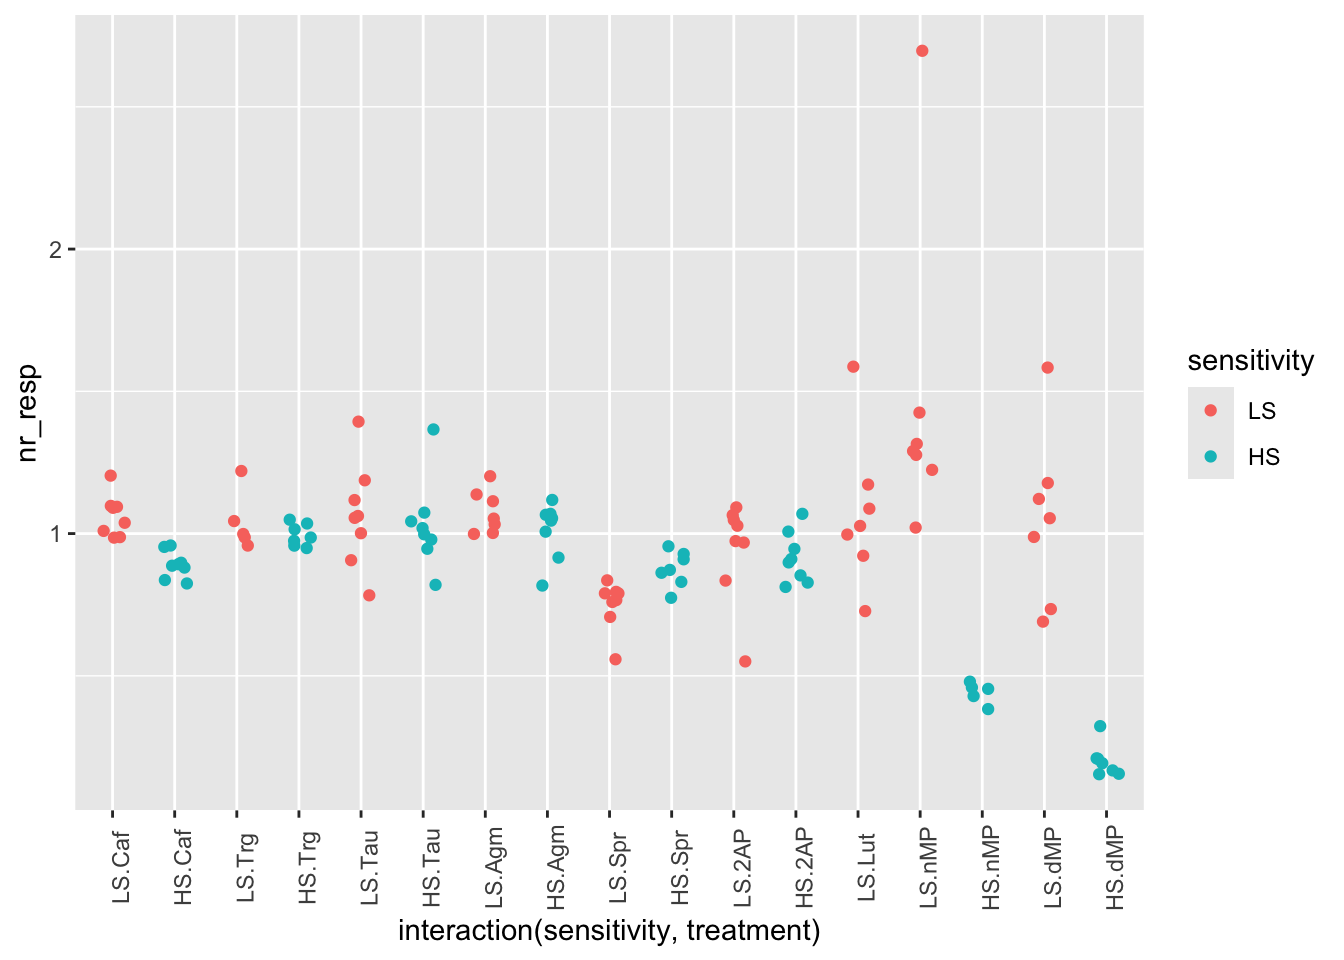 nr_resp
2
1
LS.Caf
HS.Caf
LS.Trg
HS.Trg
LS.Tau
HS.Tau
LS.Agm
HS.Agm
LS.Spr
HS.Spr
LS.2AP
HS.2AP
LS.Lut
LS.nMP
HS.nMP
LS.dMP
HS.dMP
interaction(sensitivity, treatment)
sensitivity
LS
HS